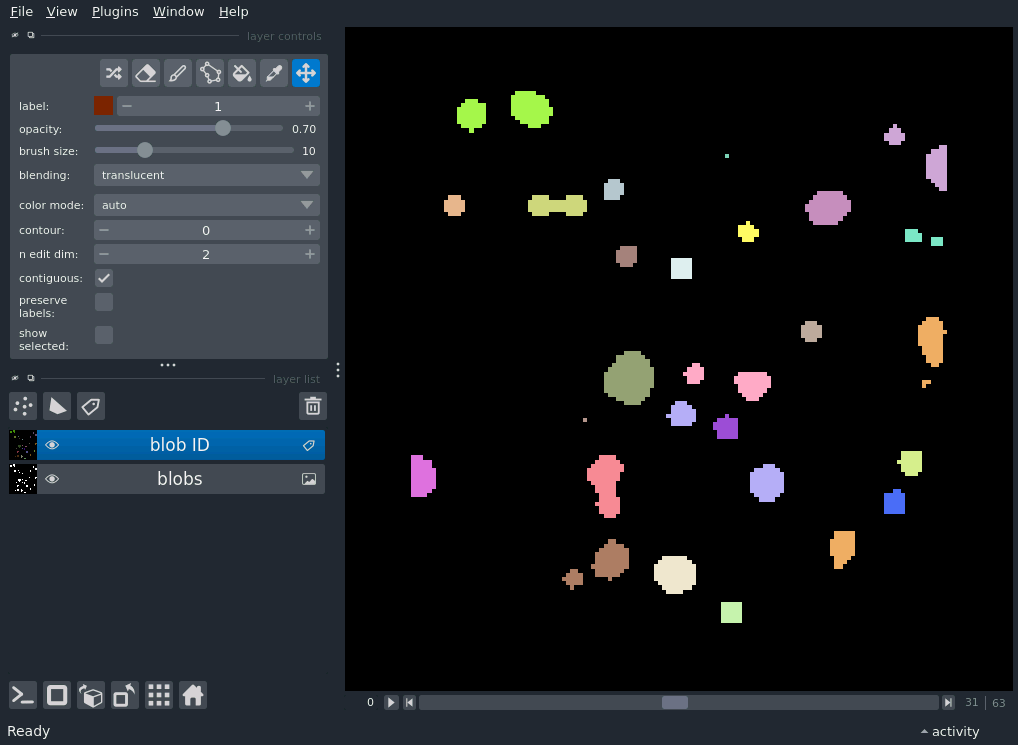 File View Plugins Window Help
layer controls
label: 1
opacity: 0.70
brush size: 10
blending: translucent
color mode: auto
contour: 0
n edit dim: 2
contiguous:
preserve
labels:
show
selected:
layer list
blob ID
blobs
0 31 63
Ready activity